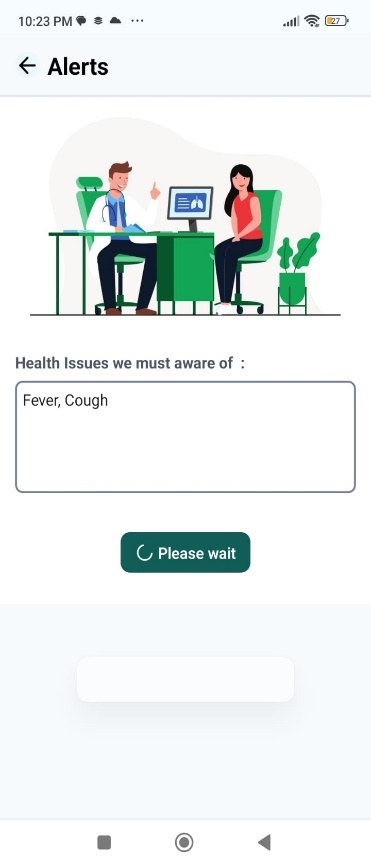 10:23 PM
27
Alerts
Health Issues we must aware of :
Fever, Cough
Please wait